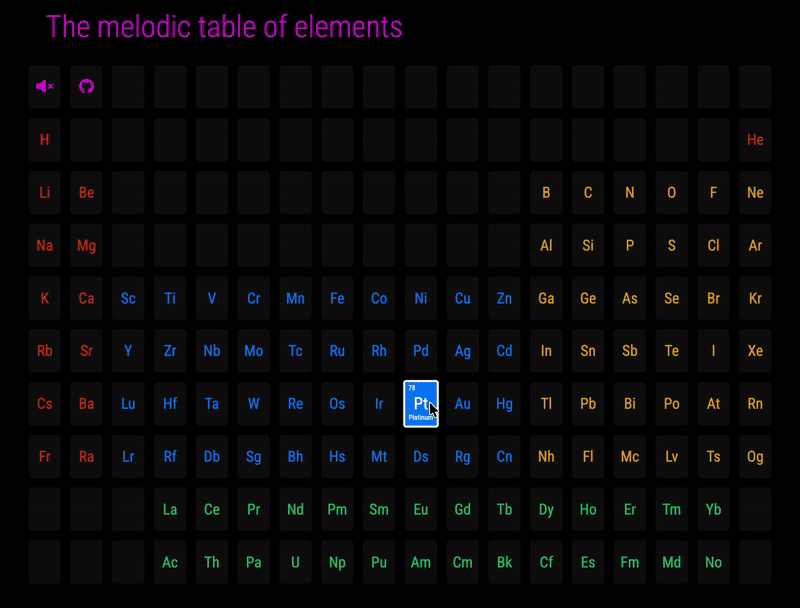 The melodic table of elements
H He
Li Be B C N O F Ne
Na Mg Al Si P S Cl Ar
K Ca Sc Ti V Cr Mn Fe Co Ni Cu Zn Ga Ge As Se Br Kr
Rb Sr Y Zr Nb Mo Tc Ru Rh Pd Ag Cd In Sn Sb Te I Xe
78
Cs Ba Lu Hf Ta W Re Os Ir Pt Au Hg Tl Pb Bi Po At Rn
Platinum
Fr Ra Lr Rf Db Sg Bh Hs Mt Ds Rg Cn Nh Fl Mc Lv Ts Og
La Ce Pr Nd Pm Sm Eu Gd Tb Dy Ho Er Tm Yb
Ac Th Pa U Np Pu Am Cm Bk Cf Es Fm Md No